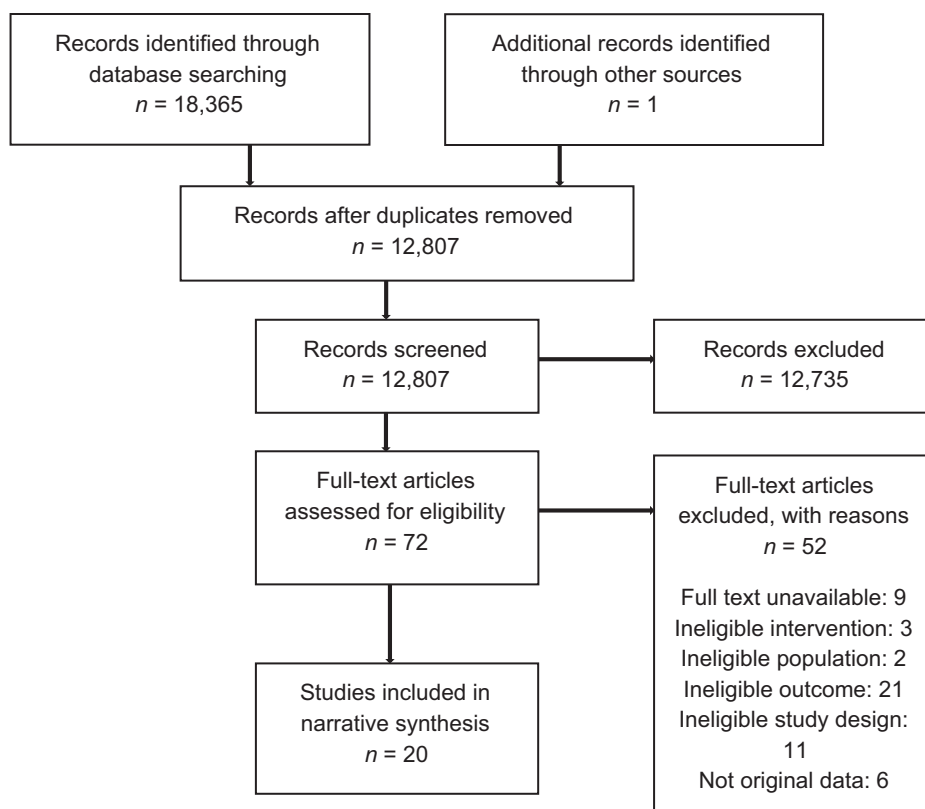 Records identified through
database searching
n = 18,365
Additional records identified
through other sources
n = 1
Records after duplicates removed
n = 12,807
Records screened
n = 12,807
Records excluded
n = 12,735
Full-text articles
assessed for eligibility
n = 72
Full-text articles
excluded, with reasons
n = 52
Full text unavailable: 9
Ineligible intervention: 3
Ineligible population: 2
Ineligible outcome: 21
Ineligible study design:
11
Not original data: 6
Studies included in
narrative synthesis
n = 20